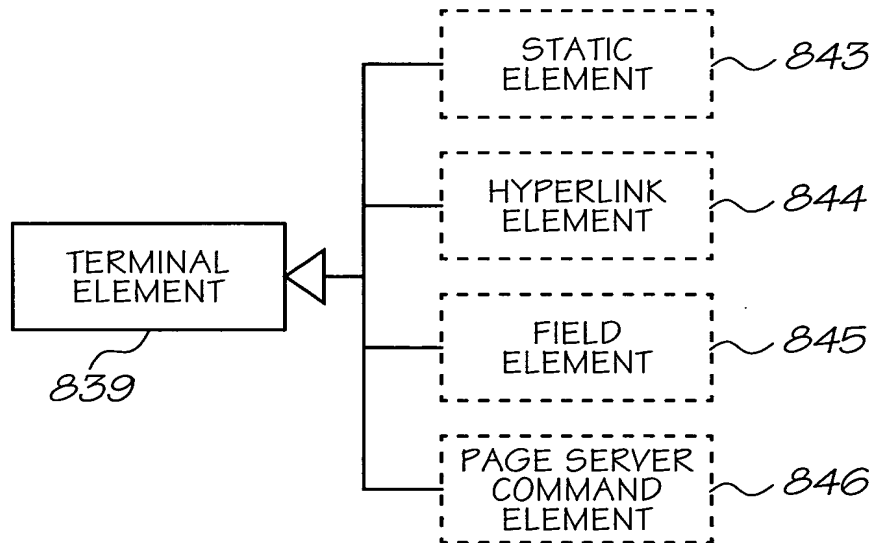 STATIC
ELEMENT
843
HYPERLINK
ELEMENT
844
TERMINAL
ELEMENT
839
FIELD
ELEMENT
845
PAGE SERVER
COMMAND
ELEMENT
846